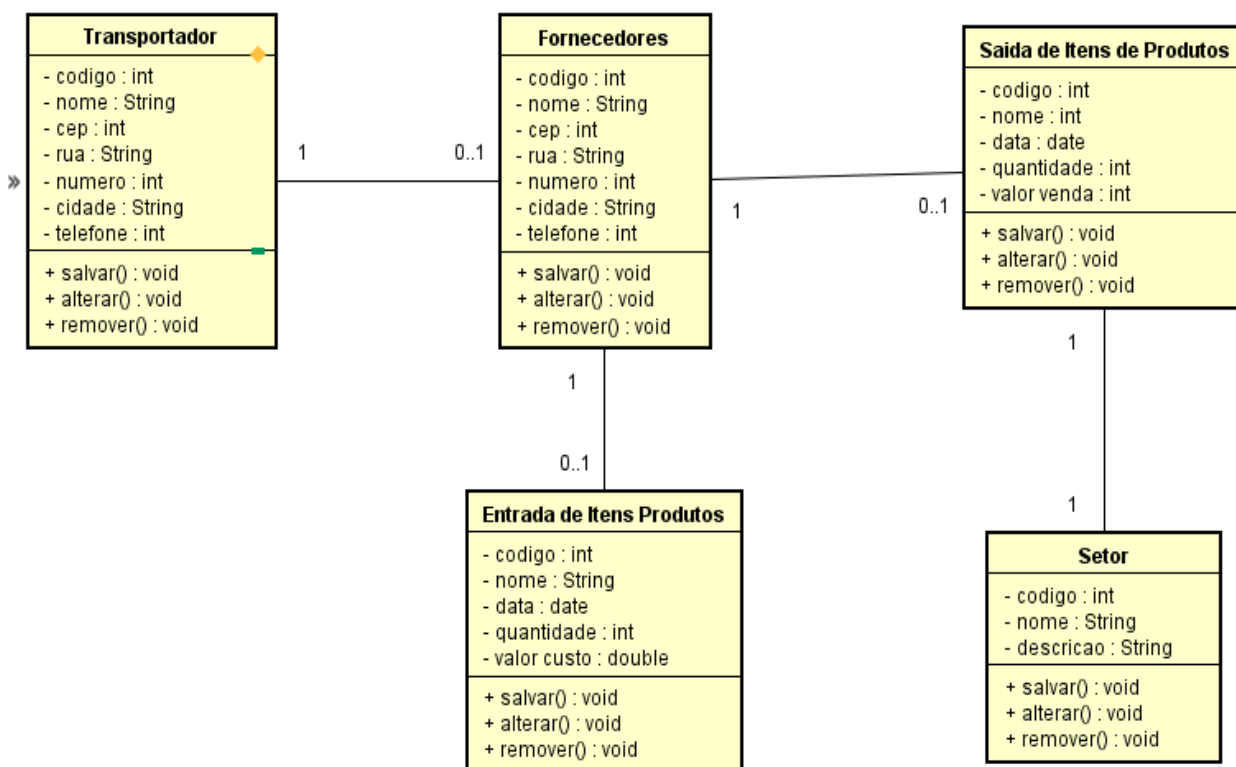 Transportador
- codigo : int
- nome : String
- cep : int
- rua : String
- numero : int
- cidade : String
- telefone : int
+ salvar() : void
+ alterar() : void
+ remover() : void
1
0..1
Fornecedores
- codigo : int
- nome : String
- cep : int
- rua : String
- numero : int
- cidade : String
- telefone : int
+ salvar() : void
+ alterar() : void
+ remover() : void
1
0..1
Saida de Itens de Produtos
- codigo : int
- nome : int
- data : date
- quantidade : int
- valor venda : int
+ salvar() : void
+ alterar() : void
+ remover() : void
1
0..1
Entrada de Itens Produtos
- codigo : int
- nome : String
- data : date
- quantidade : int
- valor custo : double
+ salvar() : void
+ alterar() : void
+ remover() : void
1
1
Setor
- codigo : int
- nome : String
- descricao : String
+ salvar() : void
+ alterar() : void
+ remover() : void